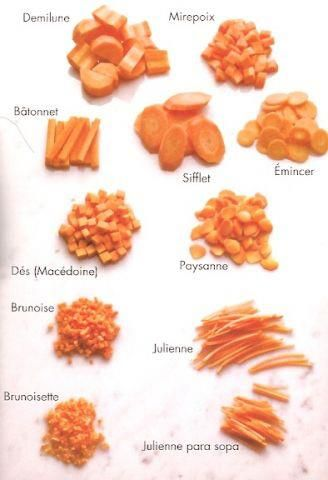 Demilune
Mirepoix
Bâtonnet
Sifflet
Émincer
Dés (Macédoine)
Paysanne
Brunoise
Julienne
Brunoisette
Julienne para sopa